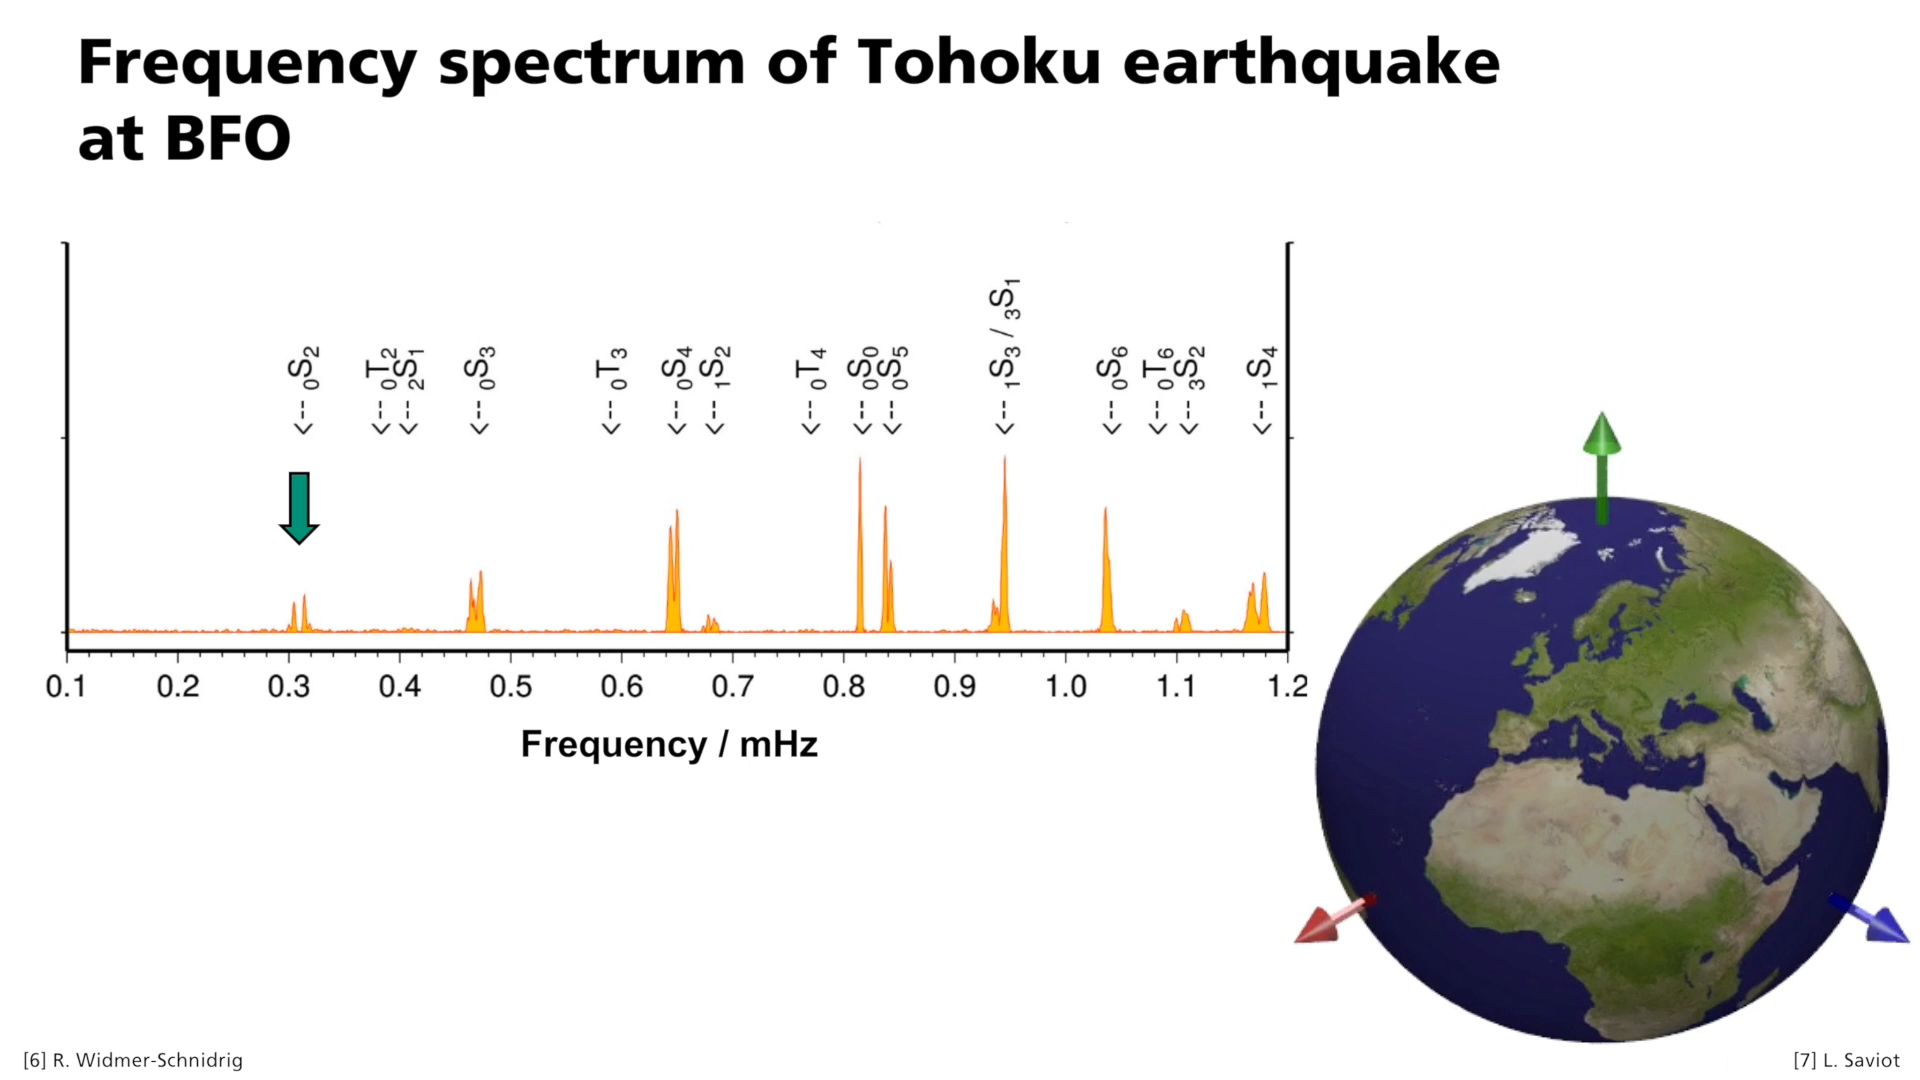 Frequency spectrum of Tohoku earthquake
at BFO
<--- ₀S₂
<--- ₀T₂
<--- ₂S₁
<--- ₀S₃
<--- ₀T₃
<--- ₀S₄
<--- ₁S₂
<--- ₀T₄
<--- ₀S₀
<--- ₀S₅
<--- ₁S₃ / ₃S₁
<--- ₀S₆
<--- ₀T₆
<--- ₃S₂
<--- ₁S₄
0.1 0.2 0.3 0.4 0.5 0.6 0.7 0.8 0.9 1.0 1.1 1.2
Frequency / mHz
[6] R. Widmer-Schnidrig
[7] L. Saviot